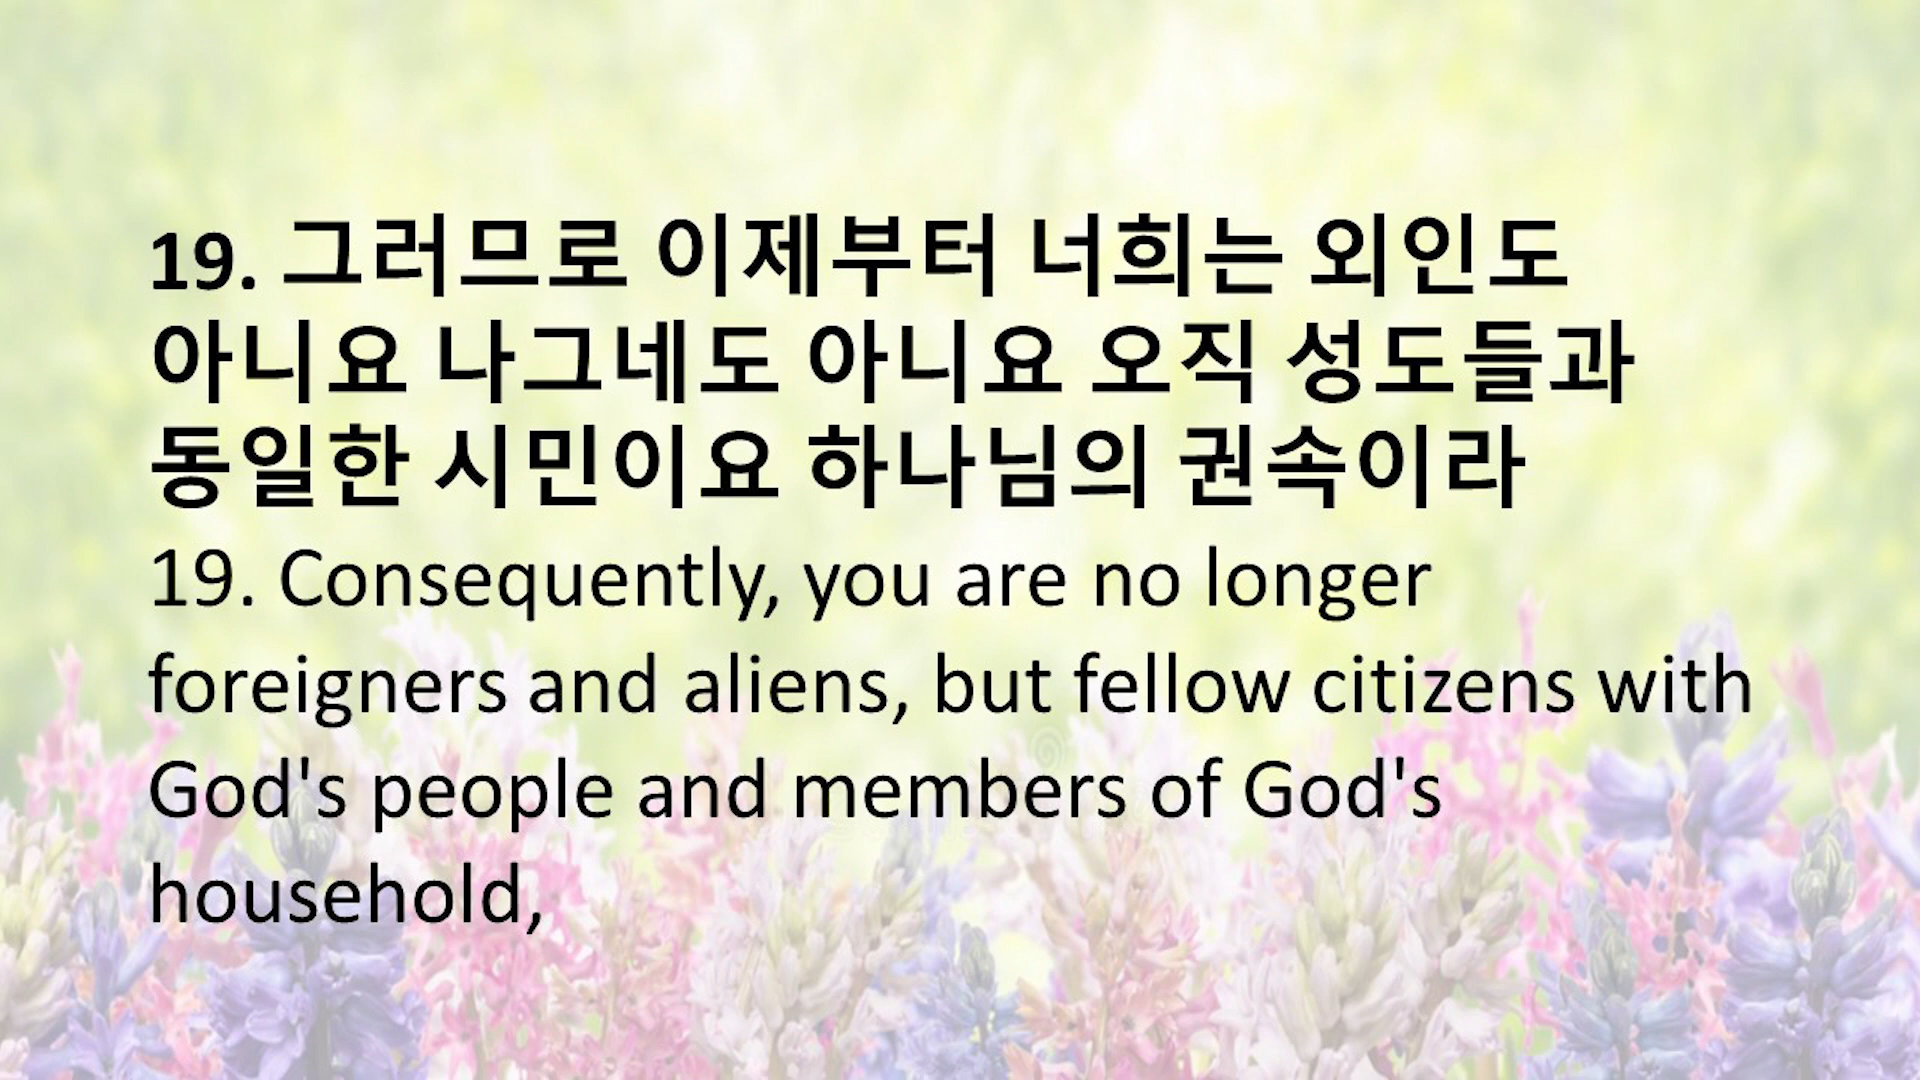 19. 그러므로 이제부터 너희는 외인도
아니요 나그네도 아니요 오직 성도들과
동일한 시민이요 하나님의 권속이라
19. Consequently, you are no longer
foreigners and aliens, but fellow citizens with
God's people and members of God's
household,